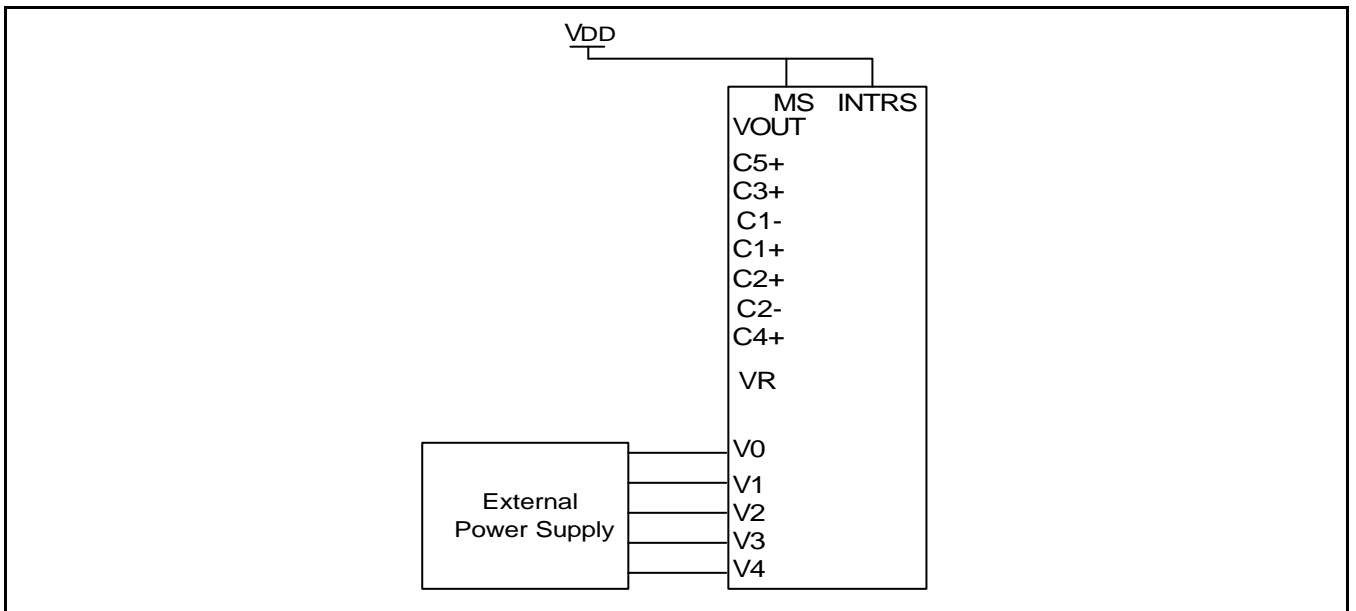 VDD
MS INTRS
VOUT
C5+
C3+
C1-
C1+
C2+
C2-
C4+
VR
V0
V1
V2
V3
V4
External
Power Supply